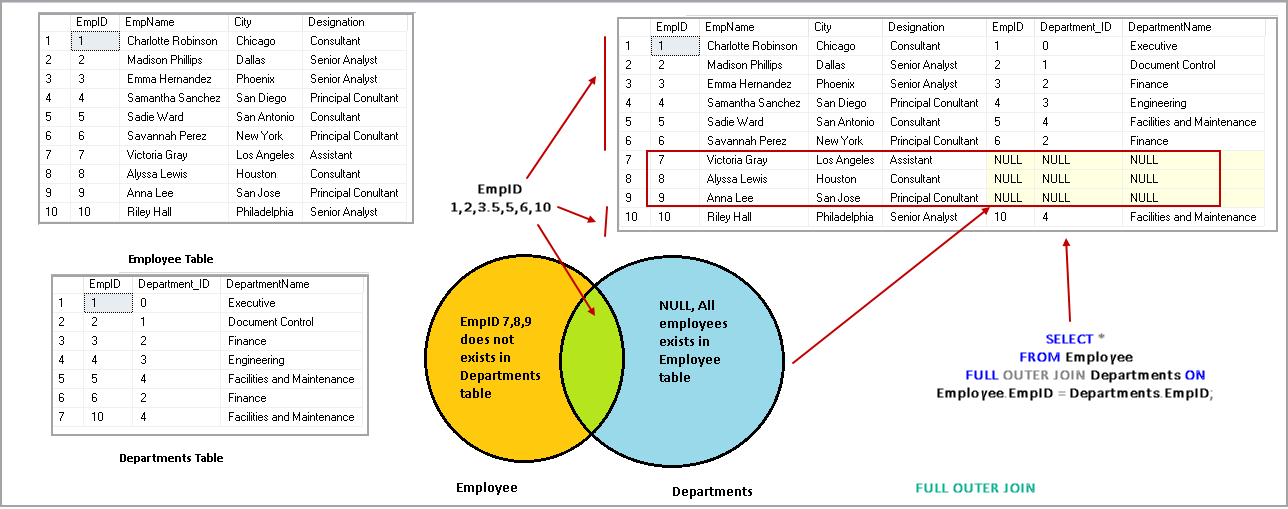 EmpID EmpName City Designation
1 1 Charlotte Robinson Chicago Consultant
2 2 Madison Phillips Dallas Senior Analyst
3 3 Emma Hernandez Phoenix Senior Analyst
4 4 Samantha Sanchez San Diego Principal Conultant
5 5 Sadie Ward San Antonio Consultant
6 6 Savannah Perez New York Principal Conultant
7 7 Victoria Gray Los Angeles Assistant
8 8 Alyssa Lewis Houston Consultant
9 9 Anna Lee San Jose Principal Conultant
10 10 Riley Hall Philadelphia Senior Analyst
Employee Table
EmpID Department_ID DepartmentName
1 1 0 Executive
2 2 1 Document Control
3 3 2 Finance
4 4 3 Engineering
5 5 4 Facilities and Maintenance
6 6 2 Finance
7 10 4 Facilities and Maintenance
Departments Table
EmpID EmpName City Designation EmpID Department_ID DepartmentName
1 1 Charlotte Robinson Chicago Consultant 1 0 Executive
2 2 Madison Phillips Dallas Senior Analyst 2 1 Document Control
3 3 Emma Hernandez Phoenix Senior Analyst 3 2 Finance
4 4 Samantha Sanchez San Diego Principal Conultant 4 3 Engineering
5 5 Sadie Ward San Antonio Consultant 5 4 Facilities and Maintenance
6 6 Savannah Perez New York Principal Conultant 6 2 Finance
7 7 Victoria Gray Los Angeles Assistant NULL NULL NULL
8 8 Alyssa Lewis Houston Consultant NULL NULL NULL
9 9 Anna Lee San Jose Principal Conultant NULL NULL NULL
10 10 Riley Hall Philadelphia Senior Analyst 10 4 Facilities and Maintenance
EmpID
1,2,3.5,5,6,10
EmpID 7,8,9
does not
exists in
Departments
table
NULL, All
employees
exists in
Employee
table
Employee
Departments
SELECT *
FROM Employee
FULL OUTER JOIN Departments ON
Employee.EmpID = Departments.EmpID;
FULL OUTER JOIN